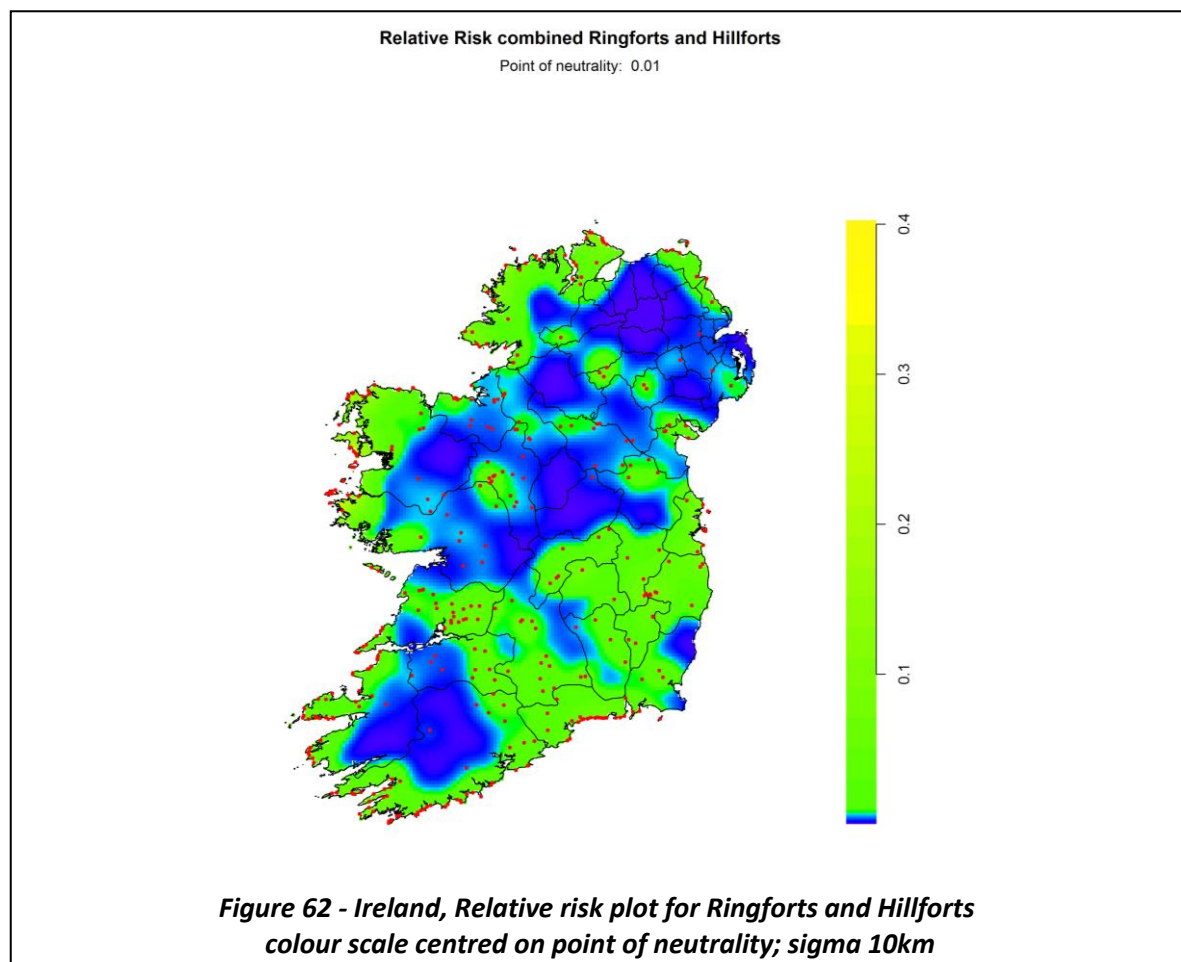 Relative Risk combined Ringforts and Hillforts
Point of neutrality: 0.01
0.4
0.3
0.2
0.1
Figure 62 - Ireland, Relative risk plot for Ringforts and Hillforts
colour scale centred on point of neutrality; sigma 10km